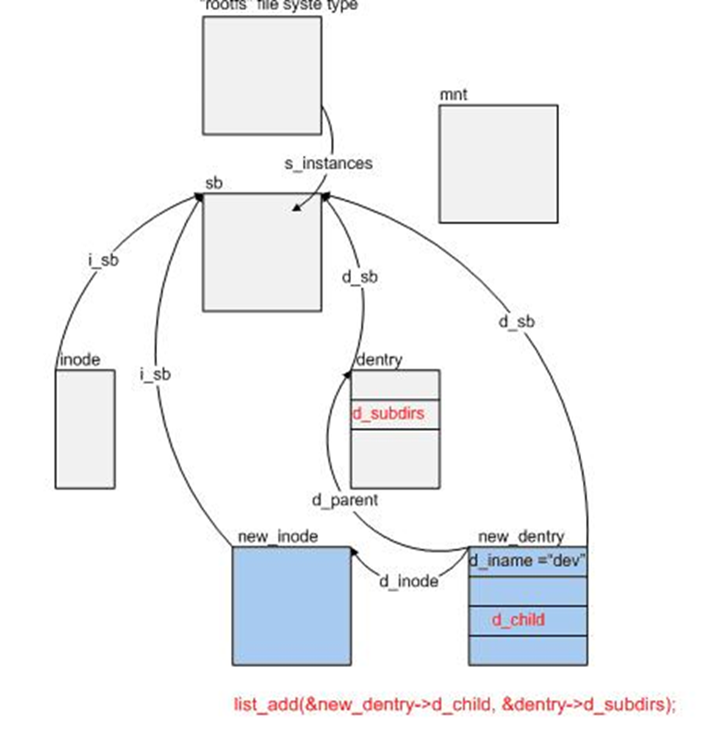 "rootfs" file syste type
mnt
s_instances
sb
i_sb
d_sb
d_sb
inode
i_sb
dentry
d_subdirs
d_parent
new_inode
new_dentry
d_iname ="dev"
d_inode
d_child
list_add(&new_dentry->d_child, &dentry->d_subdirs);